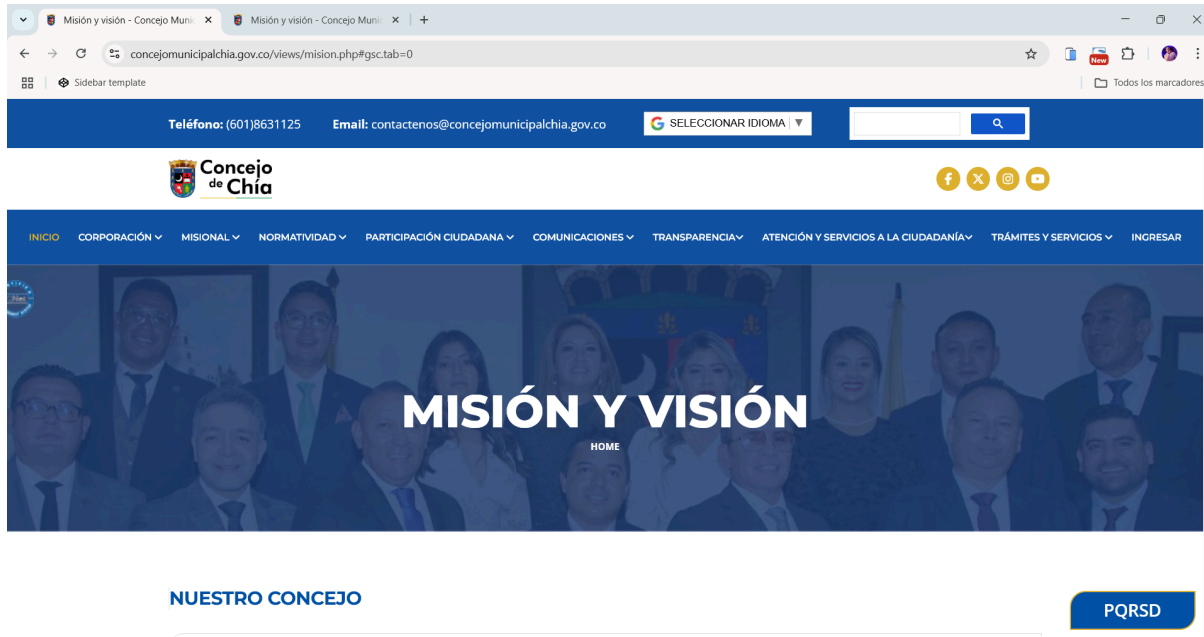 Misión y visión - Concejo Munic
Misión y visión - Concejo Munic
concejomunicipalchia.gov.co/views/mision.php#gsc.tab=0
New
Sidebar template
Todos los marcadores
Teléfono: (601)8631125 Email: contactenos@concejomunicipalchia.gov.co SELECCIONAR IDIOMA
Concejo
de Chía
INICIO CORPORACIÓN MISIONAL NORMATIVIDAD PARTICIPACIÓN CIUDADANA COMUNICACIONES TRANSPARENCIA ATENCIÓN Y SERVICIOS A LA CIUDADANÍA TRÁMITES Y SERVICIOS INGRESAR
MISIÓN Y VISIÓN
HOME
NUESTRO CONCEJO
PQRSD